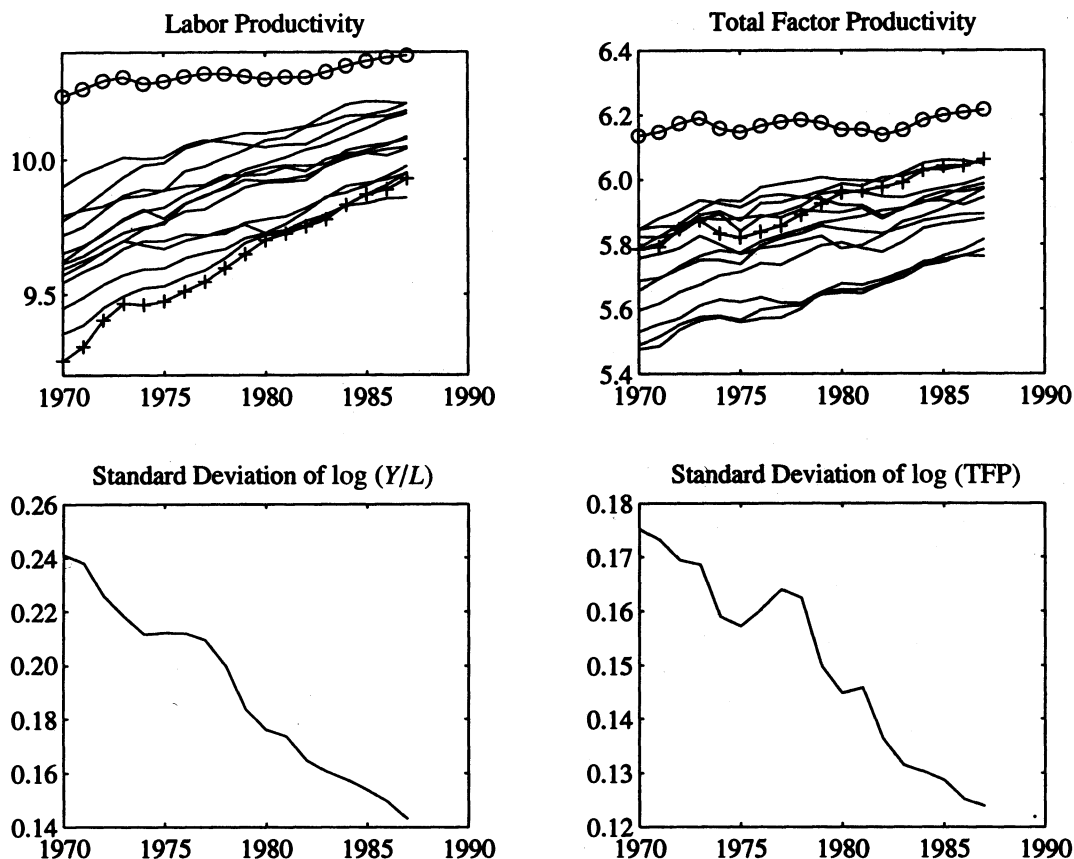 Labor Productivity
10.0
9.5
1970 1975 1980 1985 1990
Total Factor Productivity
6.4
6.2
6.0
5.8
5.6
5.4
1970 1975 1980 1985 1990
Standard Deviation of log (Y/L)
0.26
0.24
0.22
0.20
0.18
0.16
0.14
1970 1975 1980 1985 1990
Standard Deviation of log (TFP)
0.18
0.17
0.16
0.15
0.14
0.13
0.12
1970 1975 1980 1985 1990